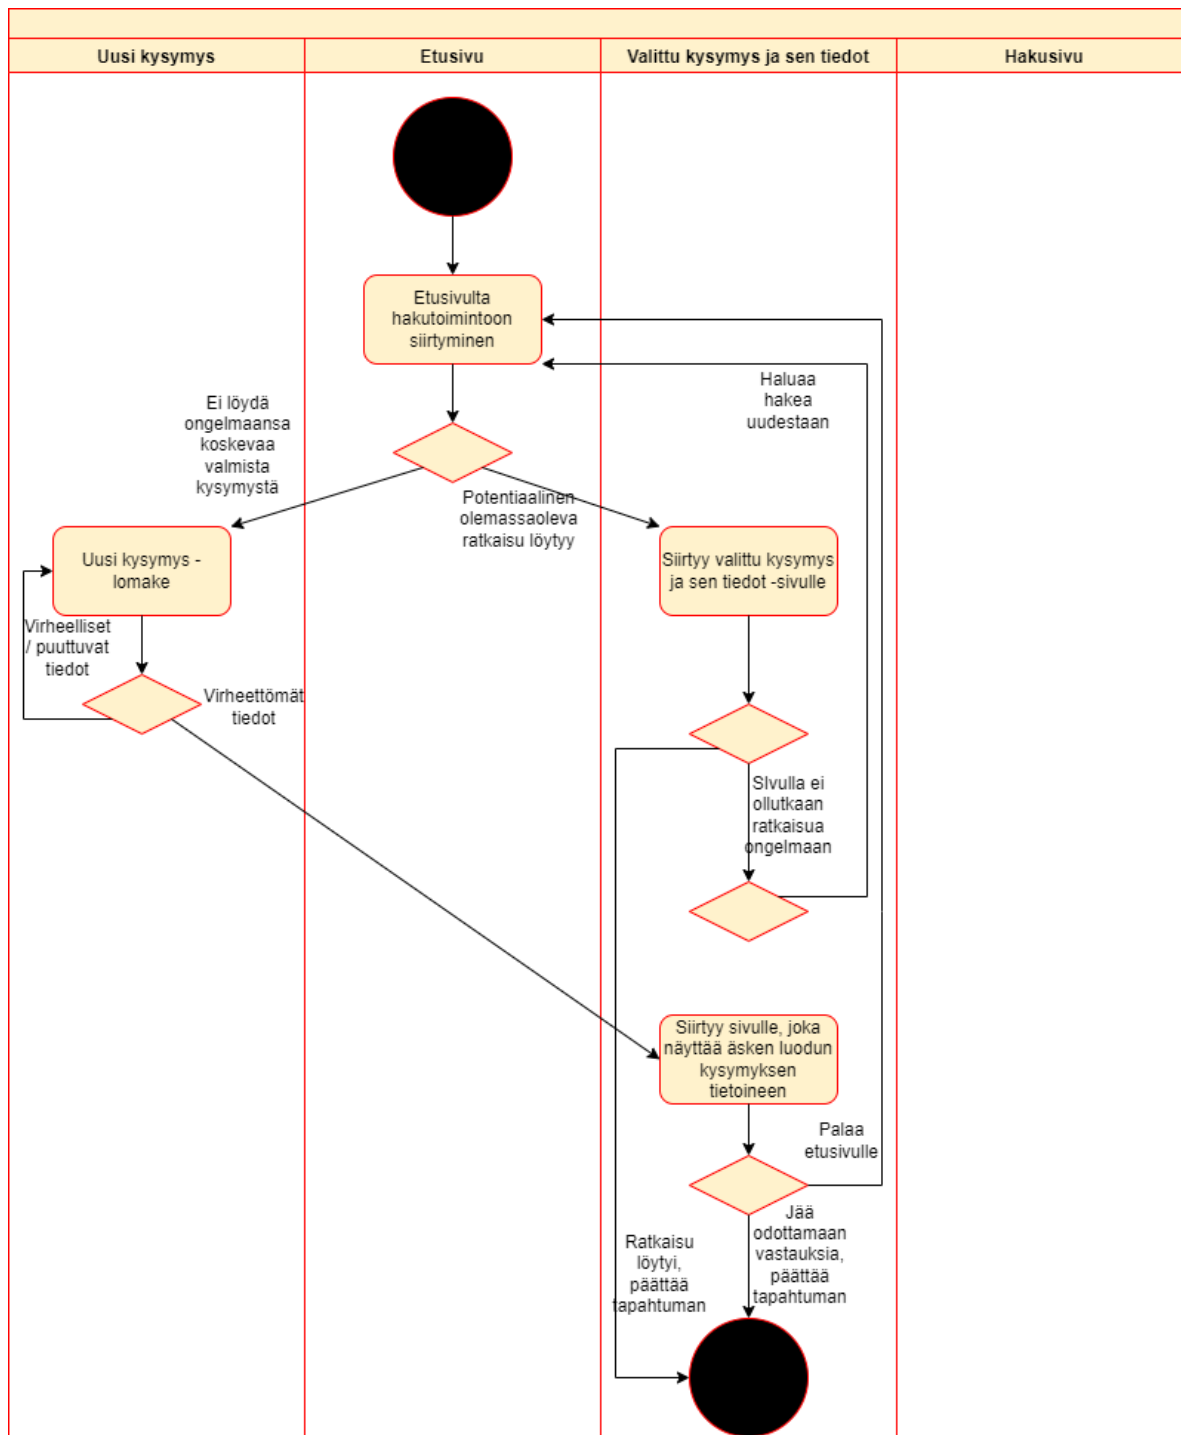 Uusi kysymys
Etusivu
Valittu kysymys ja sen tiedot
Hakusivu
Etusivulta
hakutoimintoon
siirtyminen
Haluaa
hakea
uudestaan
Ei löydä
ongelmaansa
koskevaa
valmista
kysymystä
Potentiaalinen
olemassaoleva
ratkaisu löytyy
Uusi kysymys -
lomake
Siirtyy valittu kysymys
ja sen tiedot -sivulle
Virheelliset
/ puuttuvat
tiedot
Virheettömät
tiedot
SIvulla ei
ollutkaan
ratkaisua
ongelmaan
Siirtyy sivulle, joka
näyttää äsken luodun
kysymyksen
tietoineen
Palaa
etusivulle
Jää
odottamaan
vastauksia,
päättää
tapahtuman
Ratkaisu
löytyi,
päättää
tapahtuman